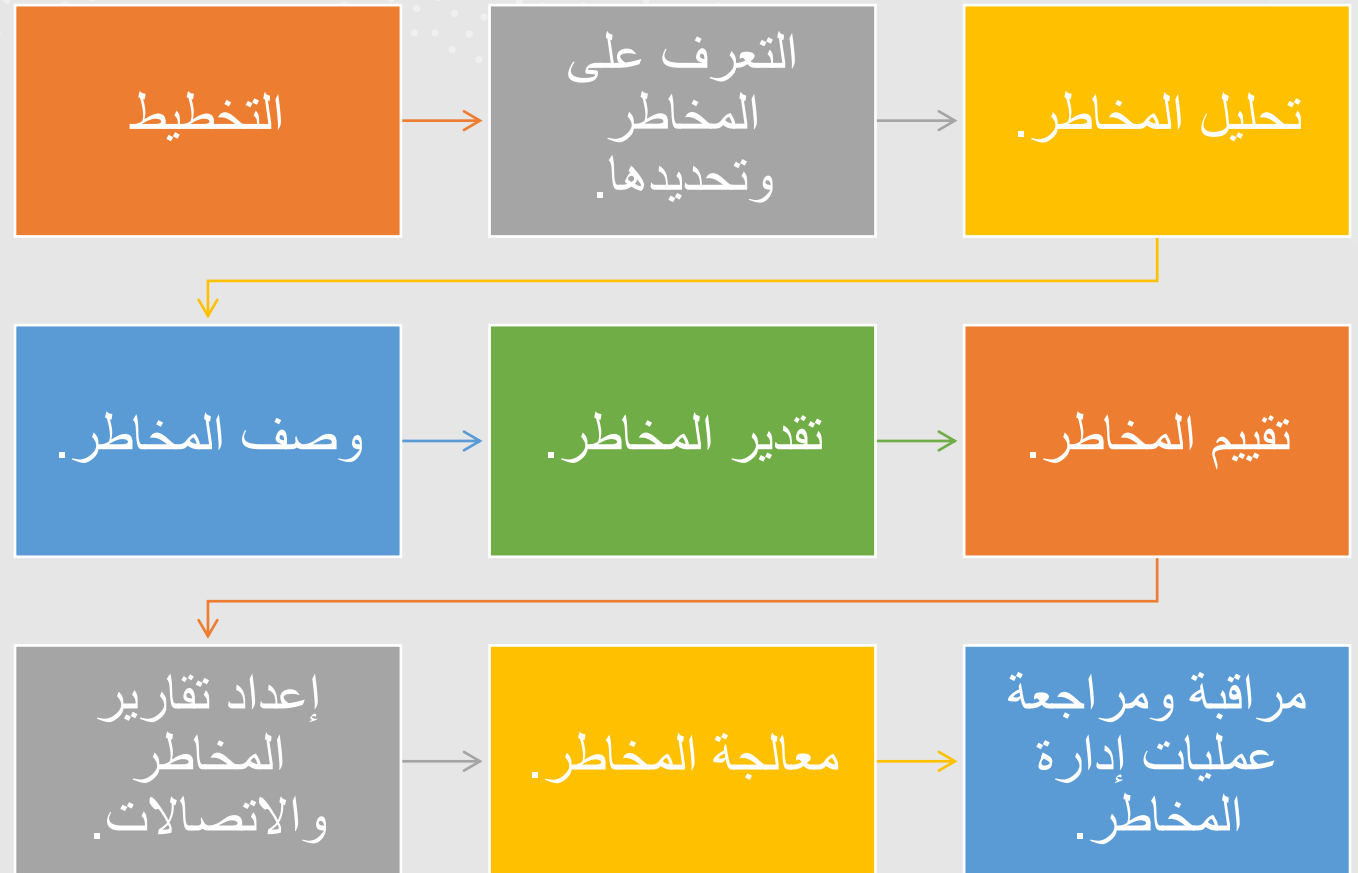 التخطيط
التعرف على
المخاطر
وتحديدها.
تحليل المخاطر.
وصف المخاطر.
تقدير المخاطر.
تقييم المخاطر.
إعداد تقارير
المخاطر
والاتصالات.
معالجة المخاطر.
مراقبة ومراجعة
عمليات إدارة
المخاطر.